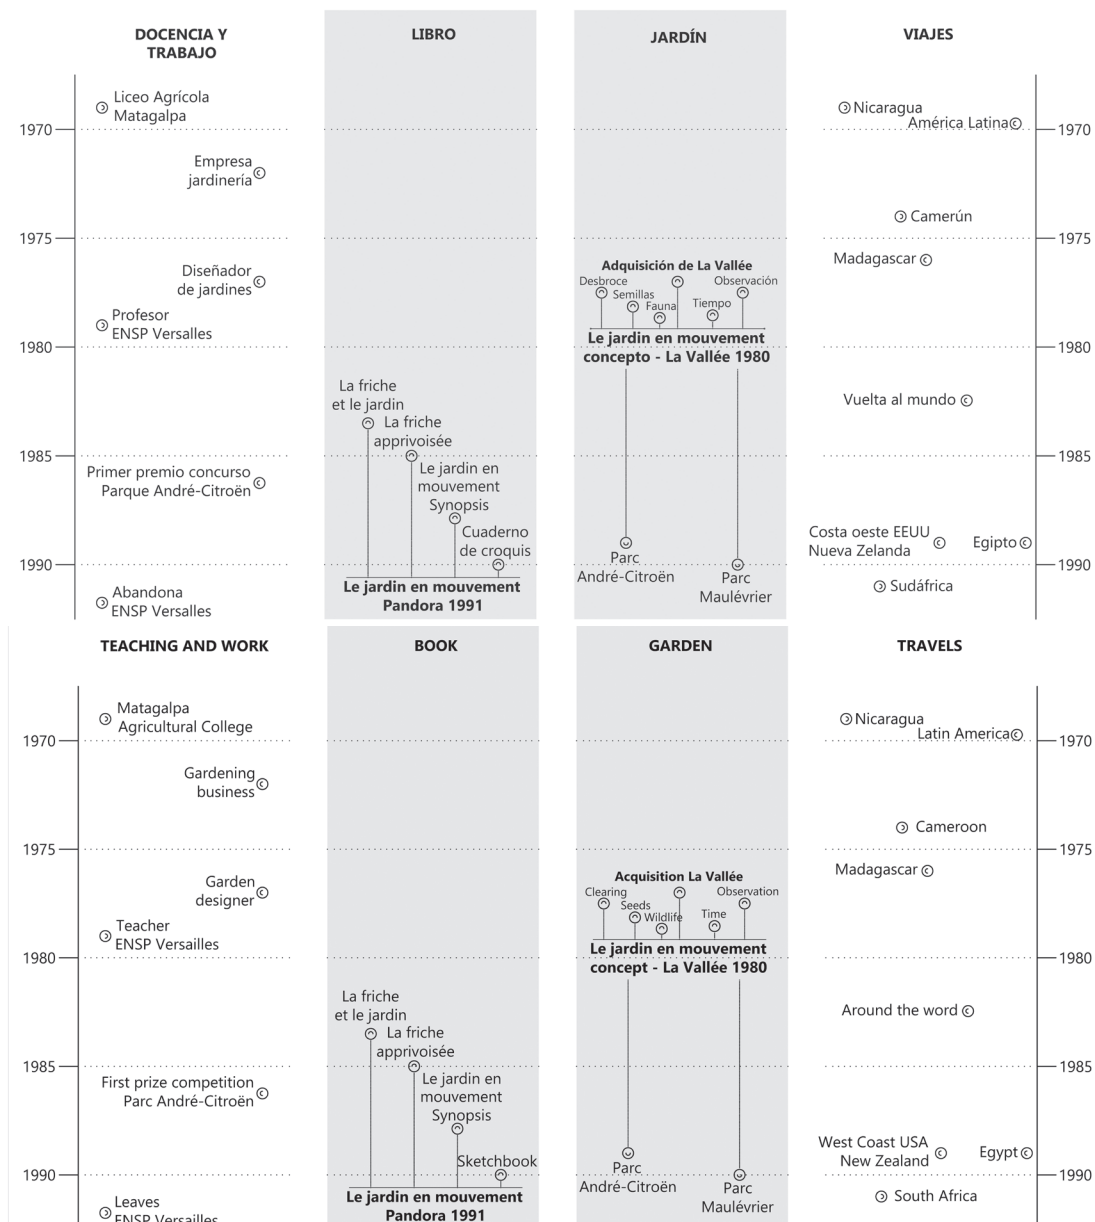 DOCENCIA Y
TRABAJO
LIBRO
JARDÍN
VIAJES
Liceo Agrícola
Matagalpa
Nicaragua
América Latina
1970
1970
Empresa
jardinería
Camerún
1975
1975
Madagascar
Diseñador
de jardines
Adquisición de La Vallée
Desbroce
Semillas
Fauna
Tiempo
Observación
Profesor
ENSP Versalles
Le jardin en mouvement
concepto - La Vallée 1980
1980
1980
La friche
et le jardin
Vuelta al mundo
La friche
apprivoisée
1985
1985
Primer premio concurso
Parque André-Citroën
Le jardin en
mouvement
Synopsis
Cuaderno
de croquis
Costa oeste EEUU
Nueva Zelanda
Egipto
Parc
André-Citroën
1990
1990
Parc
Maulévrier
Sudáfrica
Abandona
ENSP Versalles
Le jardin en mouvement
Pandora 1991
TEACHING AND WORK
BOOK
GARDEN
TRAVELS
Matagalpa
Agricultural College
Nicaragua
Latin America
1970
1970
Gardening
business
Cameroon
1975
1975
Madagascar
Garden
designer
Acquisition La Vallée
Clearing
Seeds
Wildlife
Time
Observation
Teacher
ENSP Versailles
Le jardin en mouvement
concept - La Vallée 1980
1980
1980
La friche
et le jardin
Around the word
La friche
apprivoisée
1985
1985
First prize competition
Parc André-Citroën
Le jardin en
mouvement
Synopsis
Sketchbook
West Coast USA
New Zealand
Egypt
Parc
André-Citroën
1990
1990
Parc
Maulévrier
South Africa
Leaves
ENSP Versailles
Le jardin en mouvement
Pandora 1991